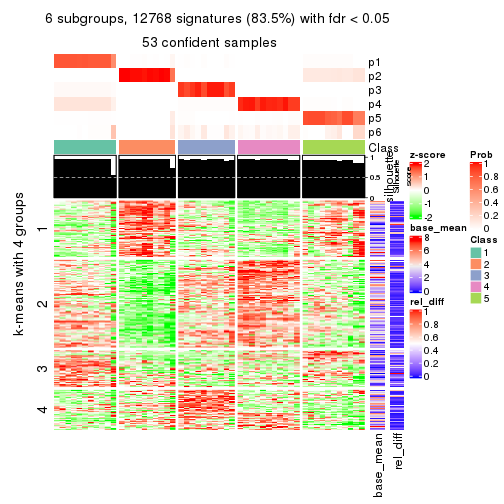 6 subgroups, 12768 signatures (83.5%) with fdr < 0.05
53 confident samples
p1
p2
p3
p4
p5
p6
Class
1
0.5
0
silhouette
Silhouette
score
k-means with 4 groups
1
2
3
4
base_mean
rel_diff
z-score
2
1
0
-1
-2
base_mean
8
6
4
2
0
rel_diff
1
0.8
0.6
0.4
0.2
0
Prob
1
0.8
0.6
0.4
0.2
0
Class
1
2
3
4
5